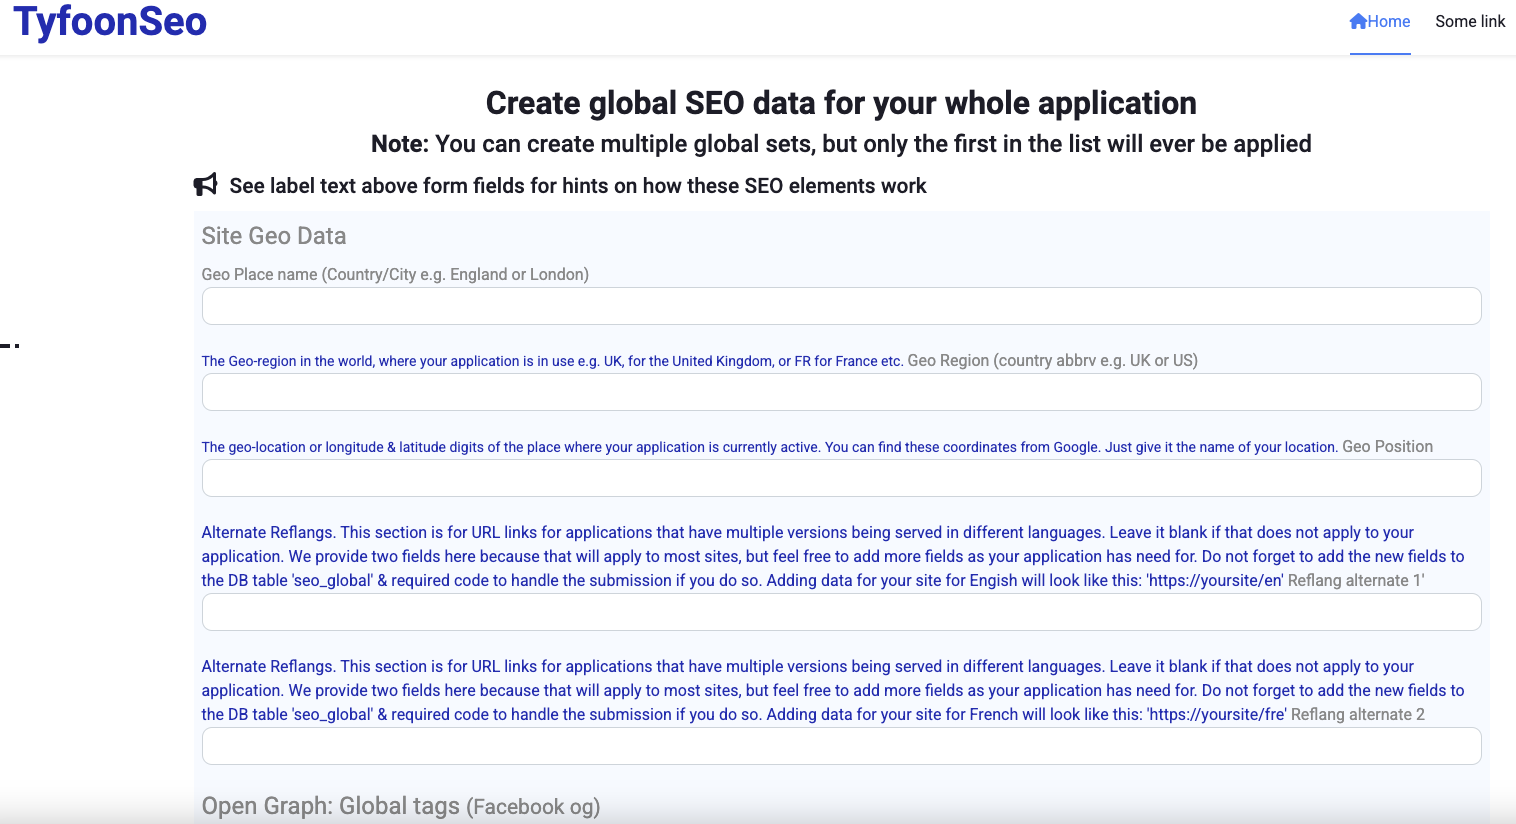 TyfoonSeo
Home
Some link
Create global SEO data for your whole application
Note: You can create multiple global sets, but only the first in the list will ever be applied
See label text above form fields for hints on how these SEO elements work
Site Geo Data
Geo Place name (Country/City e.g. England or London)
The Geo-region in the world, where your application is in use e.g. UK, for the United Kingdom, or FR for France etc. Geo Region (country abbrv e.g. UK or US)
The geo-location or longitude & latitude digits of the place where your application is currently active. You can find these coordinates from Google. Just give it the name of your location. Geo Position
Alternate Reflangs. This section is for URL links for applications that have multiple versions being served in different languages. Leave it blank if that does not apply to your
application. We provide two fields here because that will apply to most sites, but feel free to add more fields as your application has need for. Do not forget to add the new fields to
the DB table 'seo_global' & required code to handle the submission if you do so. Adding data for your site for Engish will look like this: 'https://yoursite/en' Reflang alternate 1'
Alternate Reflangs. This section is for URL links for applications that have multiple versions being served in different languages. Leave it blank if that does not apply to your
application. We provide two fields here because that will apply to most sites, but feel free to add more fields as your application has need for. Do not forget to add the new fields to
the DB table 'seo_global' & required code to handle the submission if you do so. Adding data for your site for French will look like this: 'https://yoursite/fre' Reflang alternate 2
Open Graph: Global tags (Facebook og)